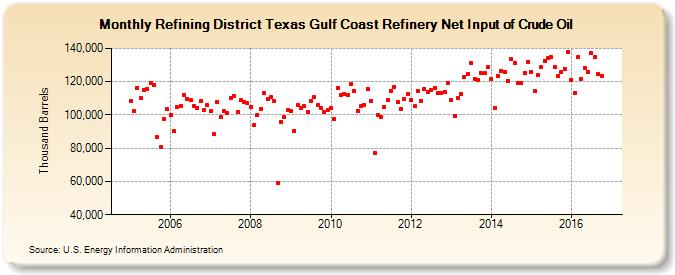 Monthly Refining District Texas Gulf Coast Refinery Net Input of Crude Oil
Thousand Barrels
140,000
120,000
100,000
80,000
60,000
40,000
2006 2008 2010 2012 2014 2016
Source: U.S. Energy Information Administration